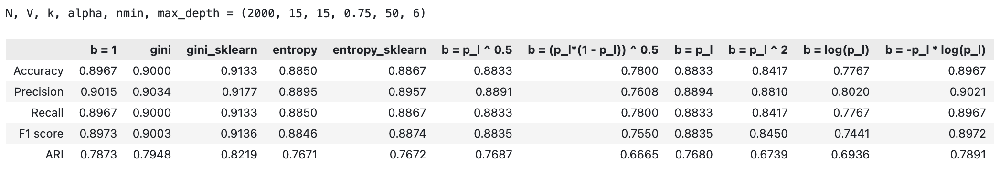 N, V, k, alpha, nmin, max_depth = (2000, 15, 15, 0.75, 50, 6)
b = 1 gini gini_sklearn entropy entropy_sklearn b = p_l ^ 0.5 b = (p_l*(1 - p_l)) ^ 0.5 b = p_l b = p_l ^ 2 b = log(p_l) b = -p_l * log(p_l)
Accuracy 0.8967 0.9000 0.9133 0.8850 0.8867 0.8833 0.7800 0.8833 0.8417 0.7767 0.8967
Precision 0.9015 0.9034 0.9177 0.8895 0.8957 0.8891 0.7608 0.8894 0.8810 0.8020 0.9021
Recall 0.8967 0.9000 0.9133 0.8850 0.8867 0.8833 0.7800 0.8833 0.8417 0.7767 0.8967
F1 score 0.8973 0.9003 0.9136 0.8846 0.8874 0.8835 0.7550 0.8835 0.8450 0.7441 0.8972
ARI 0.7873 0.7948 0.8219 0.7671 0.7672 0.7687 0.6665 0.7680 0.6739 0.6936 0.7891